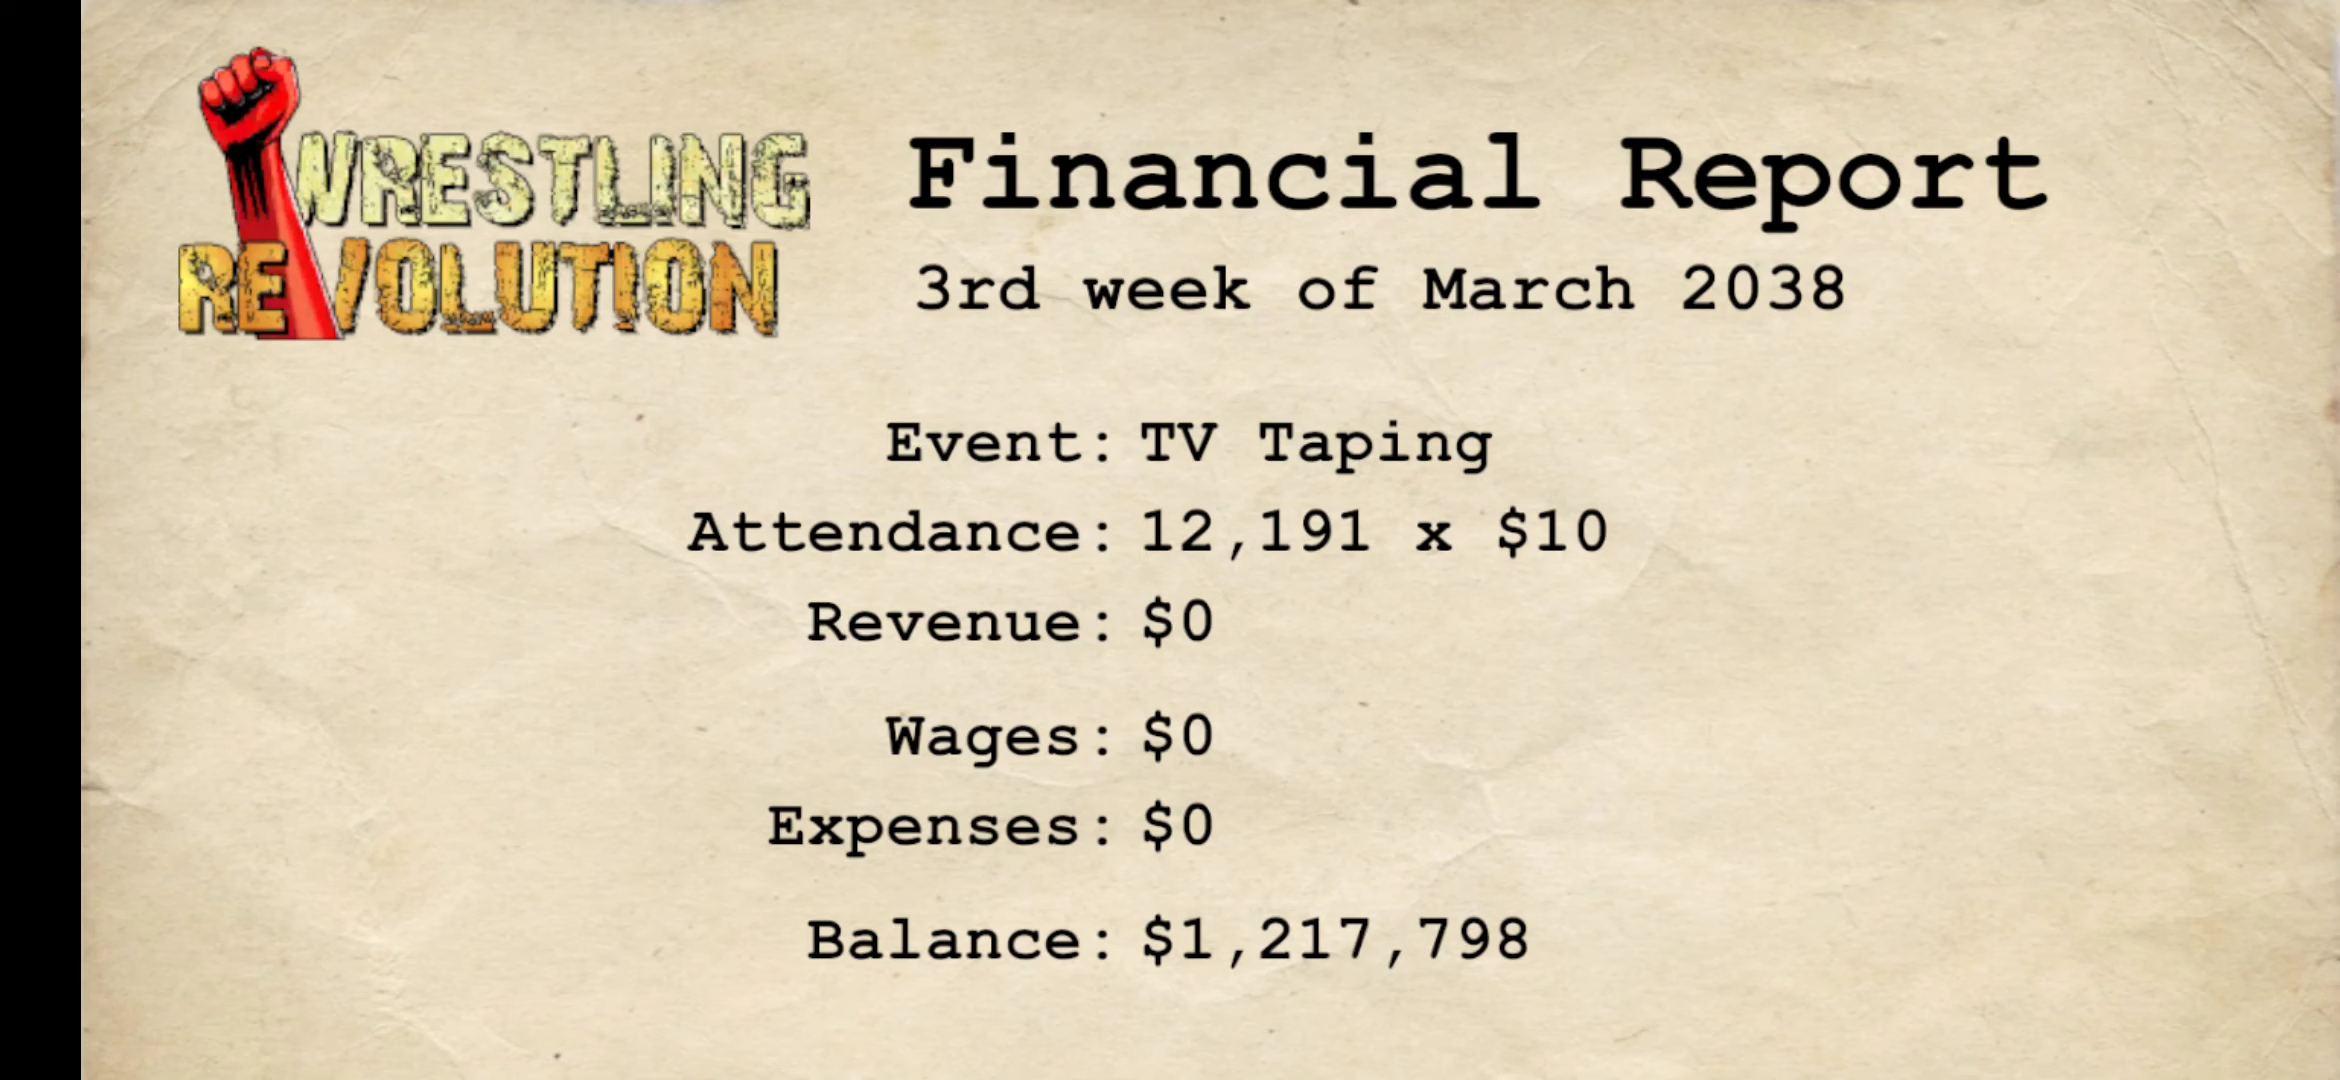 WRESTLING
REVOLUTION
Financial Report
3rd week of March 2038
Event: TV Taping
Attendance: 12,191 x $10
Revenue: $0
Wages: $0
Expenses: $0
Balance: $1,217,798